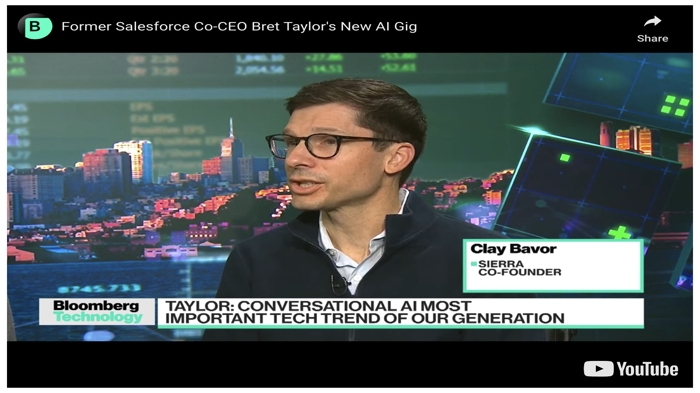 B
Former Salesforce Co-CEO Bret Taylor's New AI Gig
Share
Clay Bavor
SIERRA
CO-FOUNDER
Bloomberg
Technology
TAYLOR: CONVERSATIONAL AI MOST
IMPORTANT TECH TREND OF OUR GENERATION
YouTube